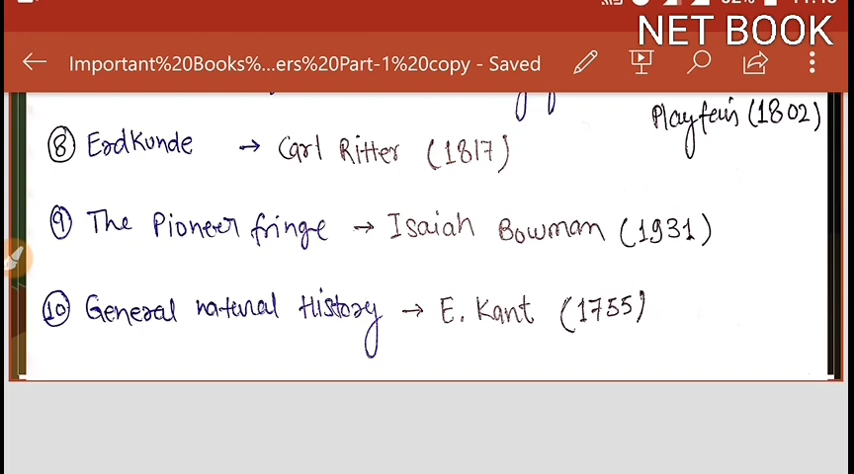 NET BOOK
Important%20Books%...ers%20Part-1%20copy - Saved
Playfeir (1802)
⑧ Erdkunde → Carl Ritter (1817)
⑨ The Pioneer fringe → Isaiah Bowman (1931)
⑩ General natural History → E. Kant (1755)